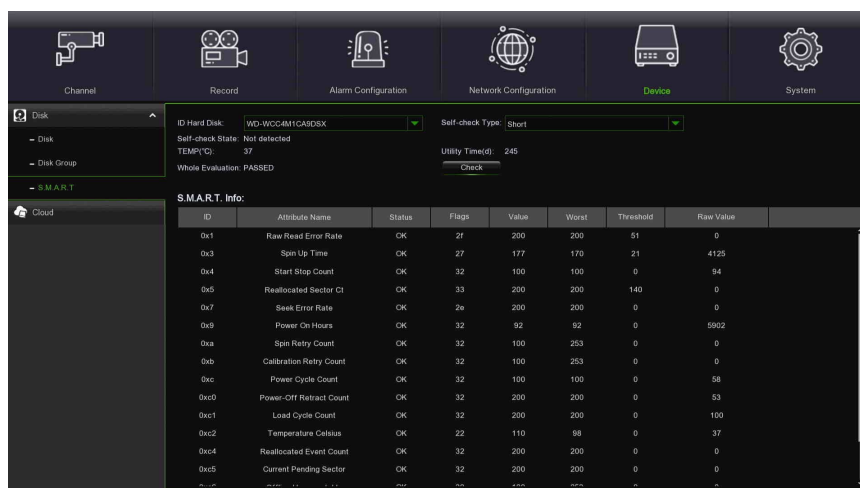 Channel Record Alarm Configuration Network Configuration Device System
Disk
Disk
Disk Group
S.M.A.R.T
Cloud
ID Hard Disk: WD-WCC4M1CA9DSX Self-check Type: Short
Self-check State: Not detected
TEMP(°C): 37 Utility Time(d): 245
Whole Evaluation: PASSED Check
S.M.A.R.T. Info:
ID Attribute Name Status Flags Value Worst Threshold Raw Value
0x1 Raw Read Error Rate OK 2f 200 200 51 0
0x3 Spin Up Time OK 27 177 170 21 4125
0x4 Start Stop Count OK 32 100 100 0 94
0x5 Reallocated Sector Ct OK 33 200 200 140 0
0x7 Seek Error Rate OK 2e 200 200 0 0
0x9 Power On Hours OK 32 92 92 0 5902
0xa Spin Retry Count OK 32 100 253 0 0
0xb Calibration Retry Count OK 32 100 253 0 0
0xc Power Cycle Count OK 32 100 100 0 58
0xc0 Power-Off Retract Count OK 32 200 200 0 53
0xc1 Load Cycle Count OK 32 200 200 0 100
0xc2 Temperature Celsius OK 22 110 98 0 37
0xc4 Reallocated Event Count OK 32 200 200 0 0
0xc5 Current Pending Sector OK 32 200 200 0 0